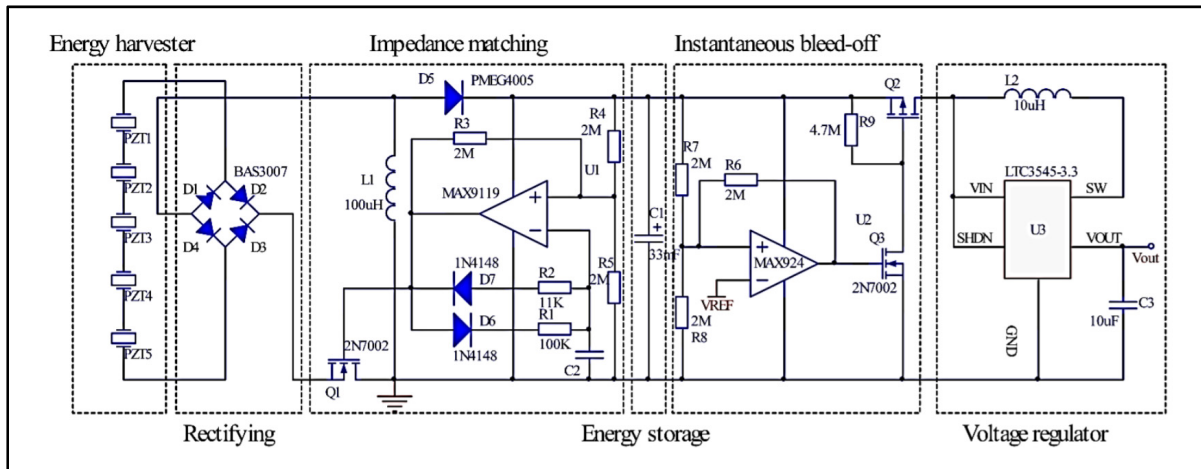 Energy harvester
Impedance matching
Instantaneous bleed-off
D5
PMEG4005
Q2
L2
10uH
R3
2M
R4
2M
4.7M
R9
PZT1
R7
2M
R6
2M
BAS3007
U1
LTC3545-3.3
PZT2
D1
D2
L1
100uH
MAX9119
VIN
SW
C1
U2
U3
PZT3
D4
D3
33mF
Q3
SHDN
VOUT
Vout
R5
2M
MAX924
1N4148
D7
R2
11K
2N7002
PZT4
VREF
C3
10uF
D6
R1
100K
2M
R8
GND
PZT5
2N7002
1N4148
C2
Q1
Rectifying
Energy storage
Voltage regulator